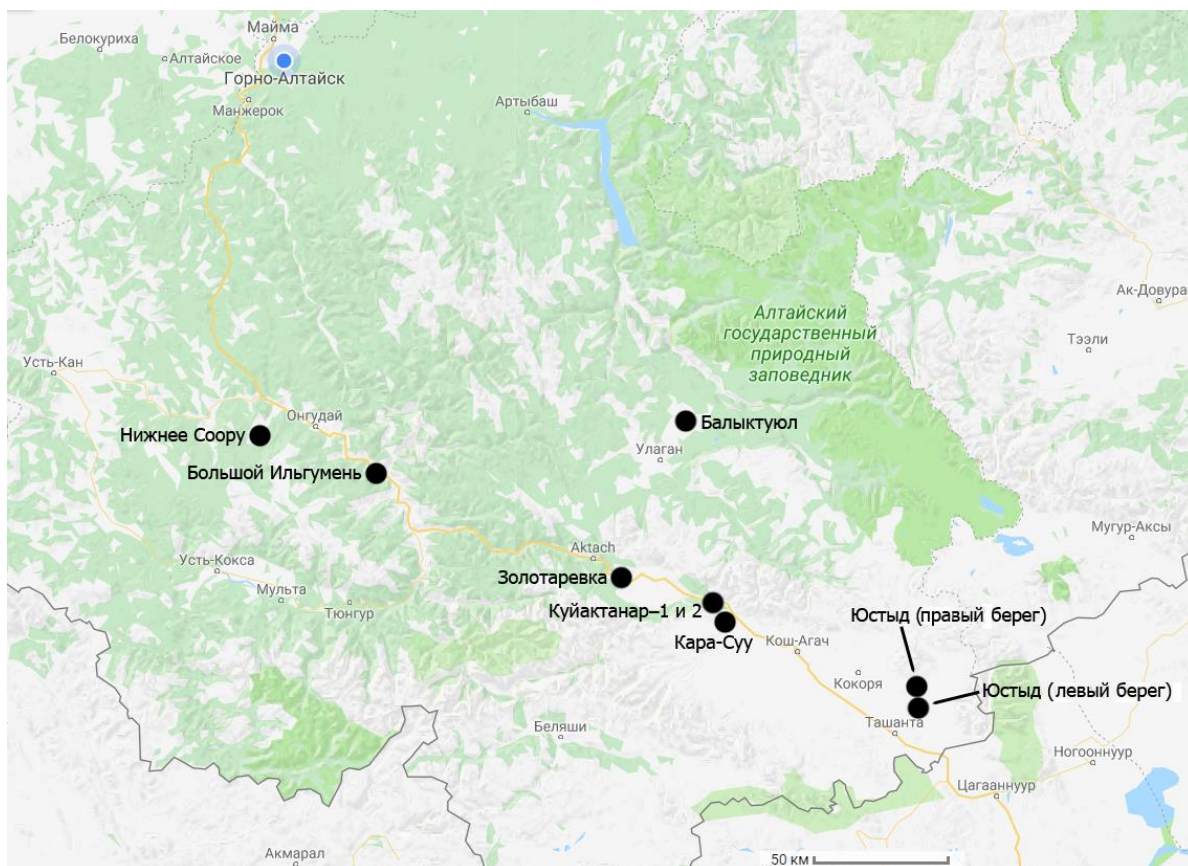 Майма
Белокуриха
Алтайское
Горно-Алтайск
Манжерок
Артыбаш
Ак-Довура
Алтайский
государственный
природный
заповедник
Тээли
Усть-Кан
Онгудай
Нижнее Соору
Балыктуюл
Улаган
Большой Ильгумень
Мугур-Аксы
Aktach
Усть-Кокса
Золотаревка
Мульта
Тюнгур
Куйактанар–1 и 2
Юстыд (правый берег)
Кара-Суу
Кош-Агач
Кокоря
Юстыд (левый берег)
Беляши
Ташанта
Ногооннуур
Цагааннуур
Акмарал
50 км